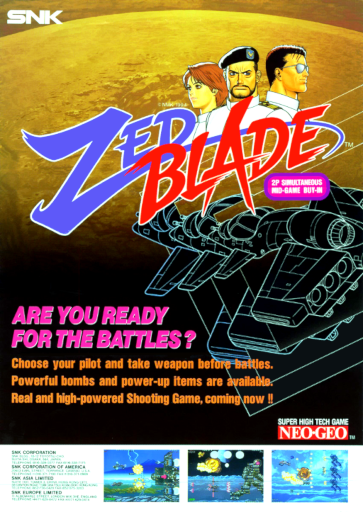 SNK
ZED
BLADE
TM
2P SIMULTANEOUS
MID-GAME BUY-IN
ARE YOU READY
FOR THE BATTLES?
Choose your pilot and take weapon before battles.
Powerful bombs and power-up items are available.
Real and high-powered Shooting Game, coming now !!
SUPER HIGH TECH GAME
NEO•GEO
TM
SNK CORPORATION
SNK CORPORATION OF AMERICA
SNK ASIA LIMITED
SNK EUROPE LIMITED